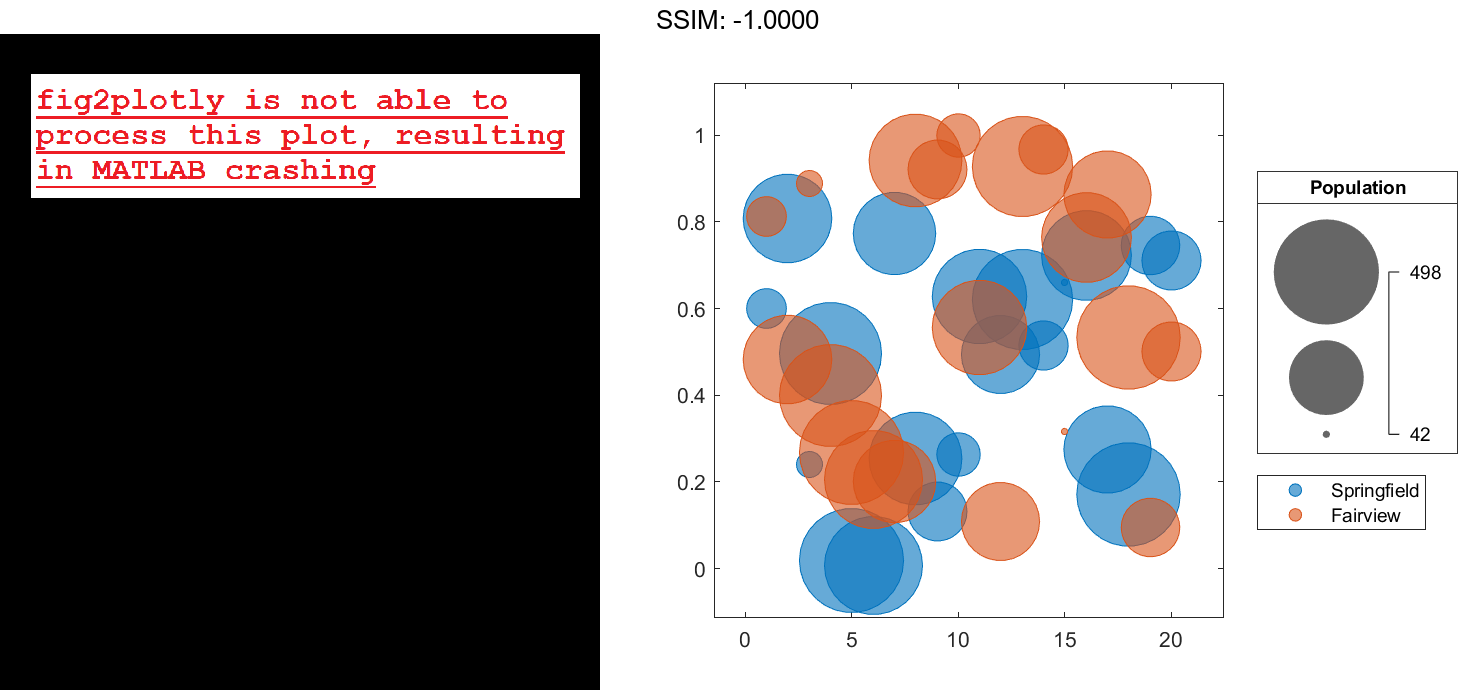 SSIM: -1.0000
fig2plotly is not able to
process this plot, resulting
in MATLAB crashing
1
0.8
0.6
0.4
0.2
0
0 5 10 15 20
Population
498
42
Springfield
Fairview